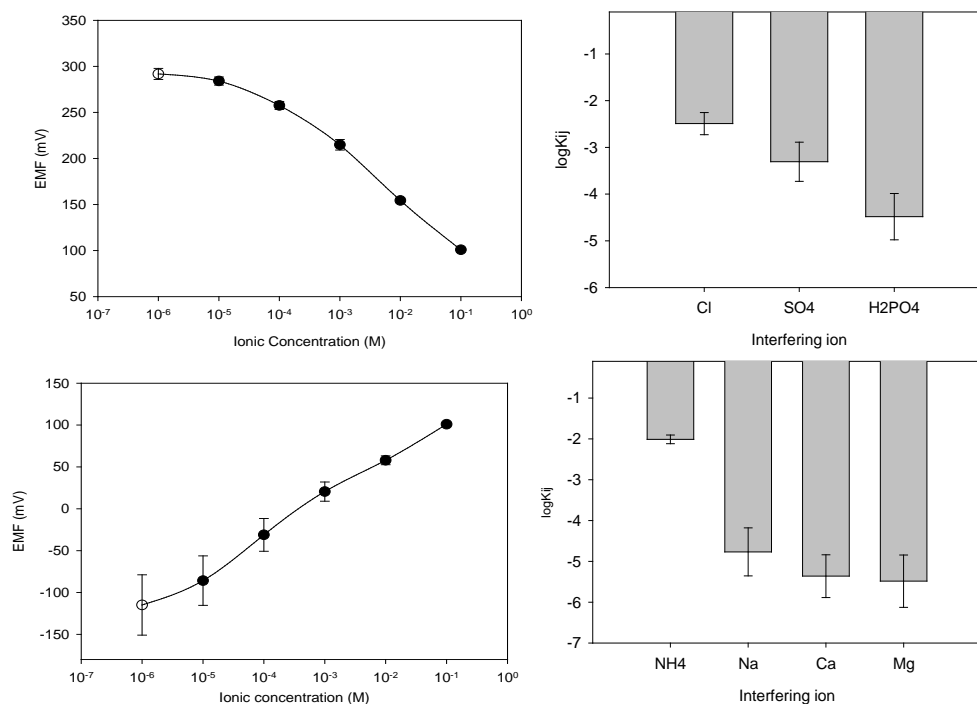 350
300
250
200
150
100
50
EMF (mV)
10⁻⁷ 10⁻⁶ 10⁻⁵ 10⁻⁴ 10⁻³ 10⁻² 10⁻¹ 10⁰
Ionic Concentration (M)
-1
-2
-3
-4
-5
-6
logKij
Cl SO4 H2PO4
Interfering ion
150
100
50
0
-50
-100
-150
EMF (mV)
10⁻⁷ 10⁻⁶ 10⁻⁵ 10⁻⁴ 10⁻³ 10⁻² 10⁻¹ 10⁰
Ionic concentration (M)
-1
-2
-3
-4
-5
-6
-7
logKij
NH4 Na Ca Mg
Interfering ion